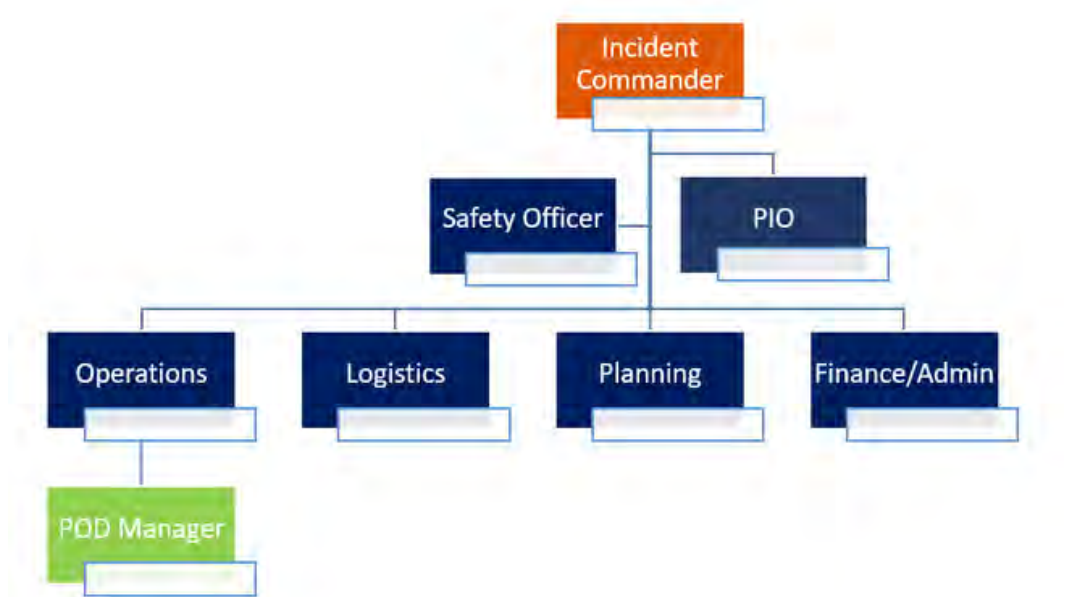 Incident
Commander
Safety Officer
PIO
Operations
Logistics
Planning
Finance/Admin
POD Manager